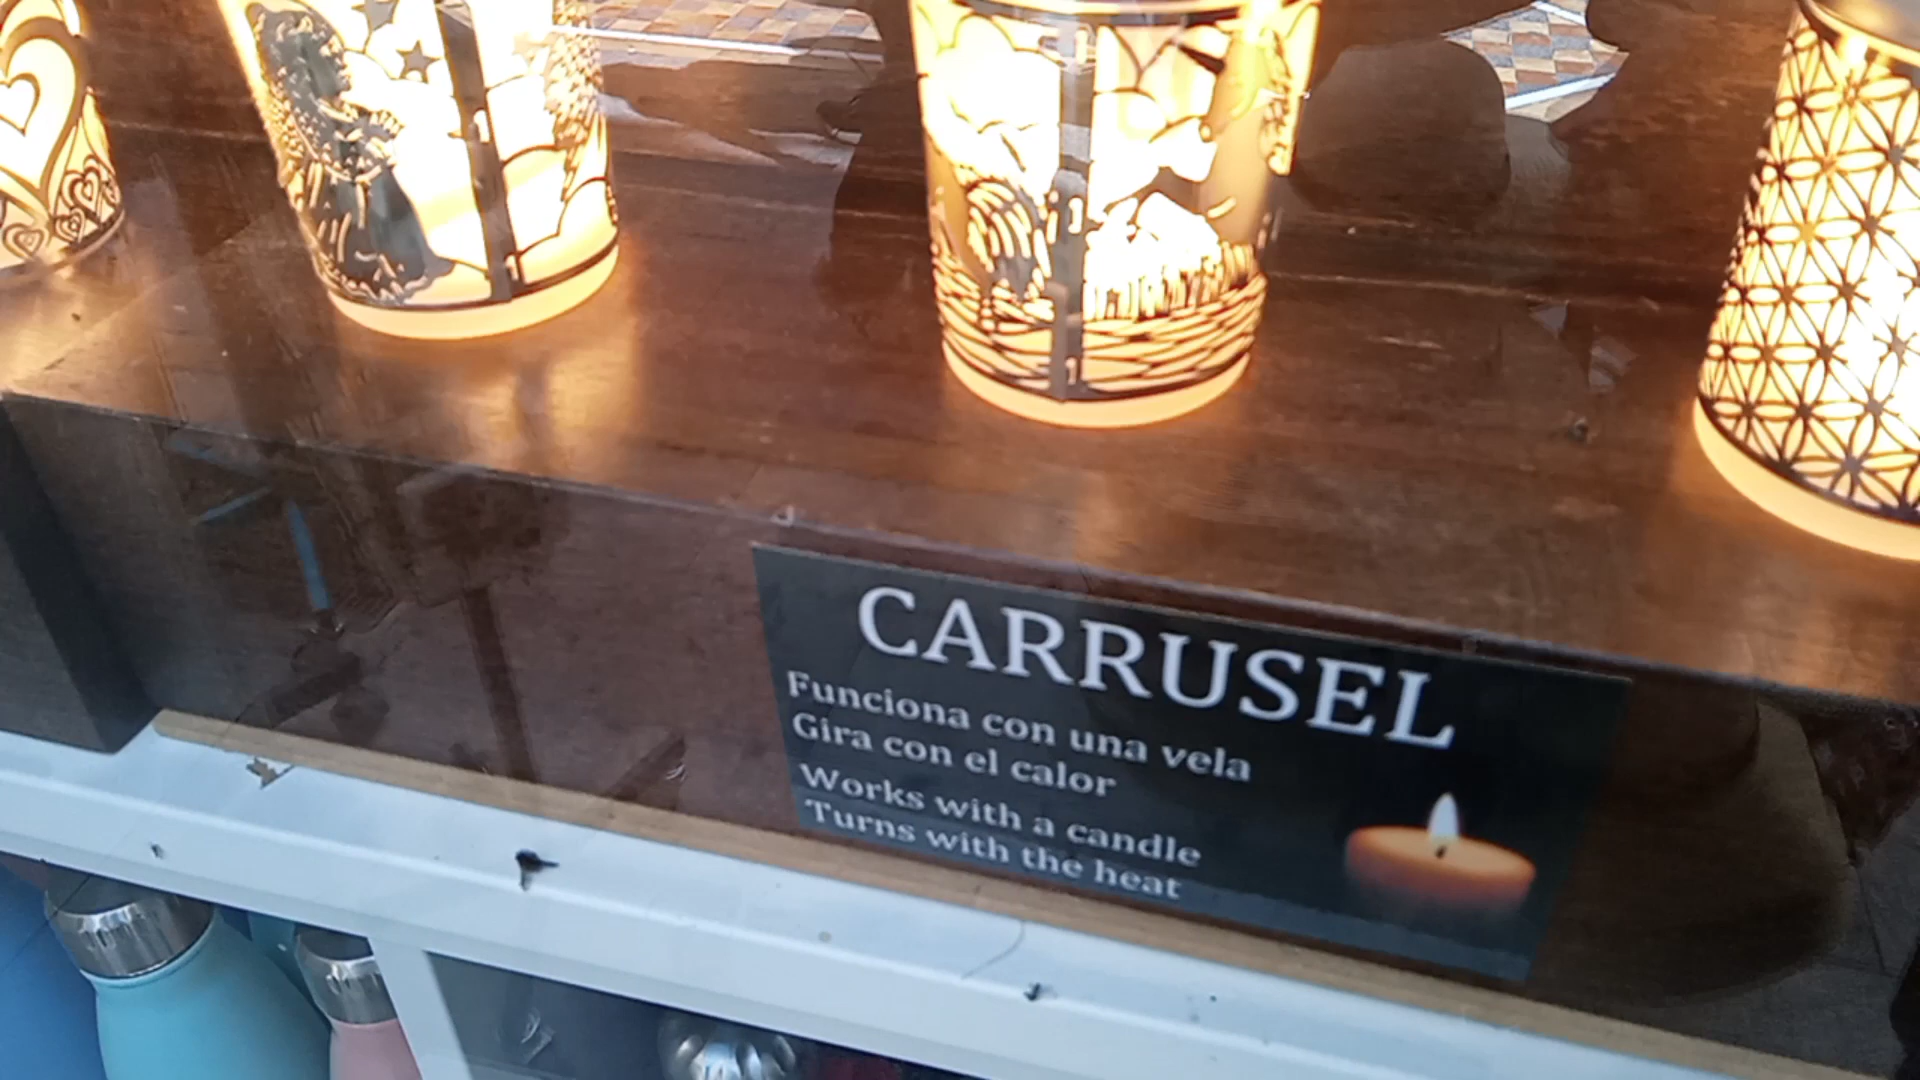 CARRUSEL
Funciona con una vela
Gira con el calor
Works with a candle
Turns with the heat